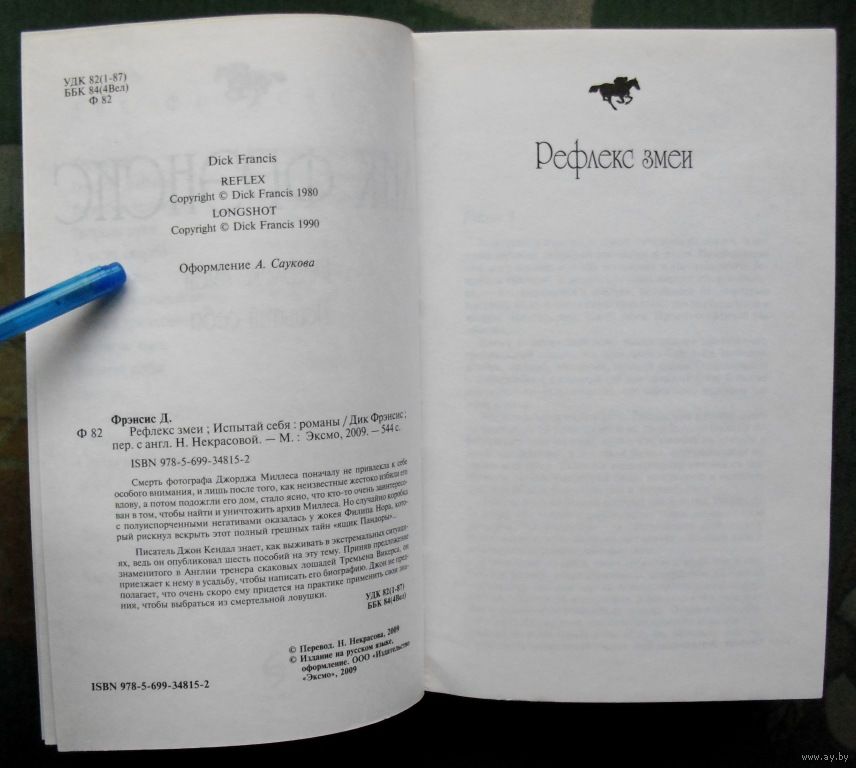 УДК 82(1-87)
ББК 84(4Вел)
Ф 82
Dick Francis
REFLEX
Copyright © Dick Francis 1980
LONGSHOT
Copyright © Dick Francis 1990
Оформление А. Саукова
Фрэнсис Д.
Ф 82 Рефлекс змеи ; Испытай себя : романы / Дик Фрэнсис ;
пер. с англ. Н. Некрасовой. — М. : Эксмо, 2009. — 544 с.
ISBN 978-5-699-34815-2
Смерть фотографа Джорджа Миллеса поначалу не привлекла к себе
особого внимания, и лишь после того, как неизвестные жестоко избили его
вдову, а потом подожгли его дом, стало ясно, что кто-то очень заинтересо-
ван в том, чтобы найти и уничтожить архив Миллеса. Но случайно коробка
с полуиспорченными негативами оказалась у жокея Филипа Нора, кото-
рый рискнул вскрыть этот полный грешных тайн «ящик Пандоры»...
Писатель Джон Кендал знает, как выживать в экстремальных ситуаци-
ях, ведь он опубликовал шесть пособий на эту тему. Приняв предложение
знаменитого в Англии тренера скаковых лошадей Тремьена Викерса, он
приезжает к нему в усадьбу, чтобы написать его биографию. Джон не пред-
полагает, что очень скоро ему придется на практике применить свои зна-
ния, чтобы выбраться из смертельной ловушки.
УДК 82(1-87)
ББК 84(4Вел)
© Перевод. Н. Некрасова, 2009
© Издание на русском языке,
оформление. ООО «Издательство
«Эксмо», 2009
ISBN 978-5-699-34815-2
Рефлекс змеи
www.ay.by